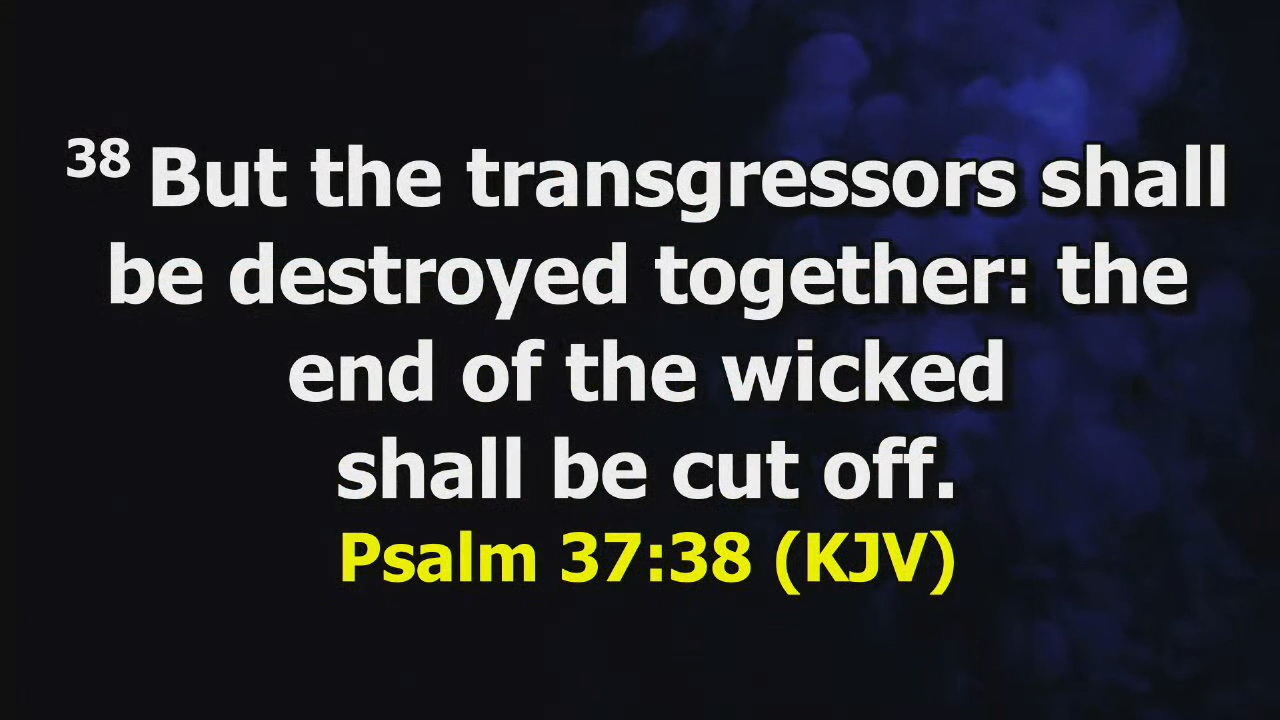 38 But the transgressors shall
be destroyed together: the
end of the wicked
shall be cut off.
Psalm 37:38 (KJV)